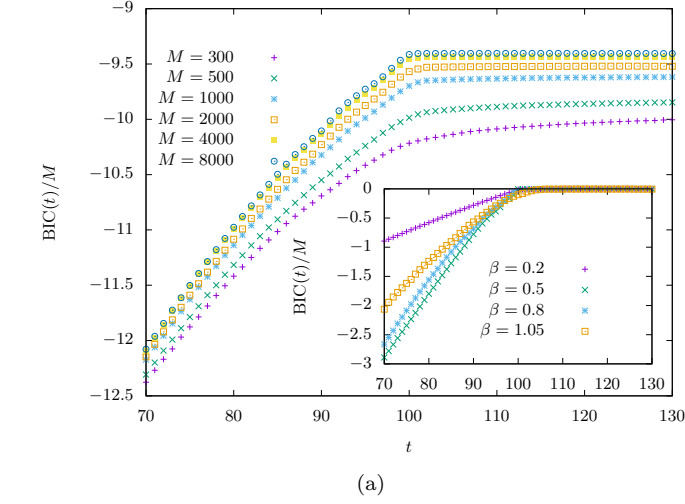 −9
−9.5
−10
−10.5
−11
−11.5
−12
−12.5
BIC(t)/M
M = 300
M = 500
M = 1000
M = 2000
M = 4000
M = 8000
0
−0.5
−1
−1.5
−2
−2.5
−3
BIC(t)/M
β = 0.2
β = 0.5
β = 0.8
β = 1.05
70 80 90 100 110 120 130
70 80 90 100 110 120 130
t
(a)